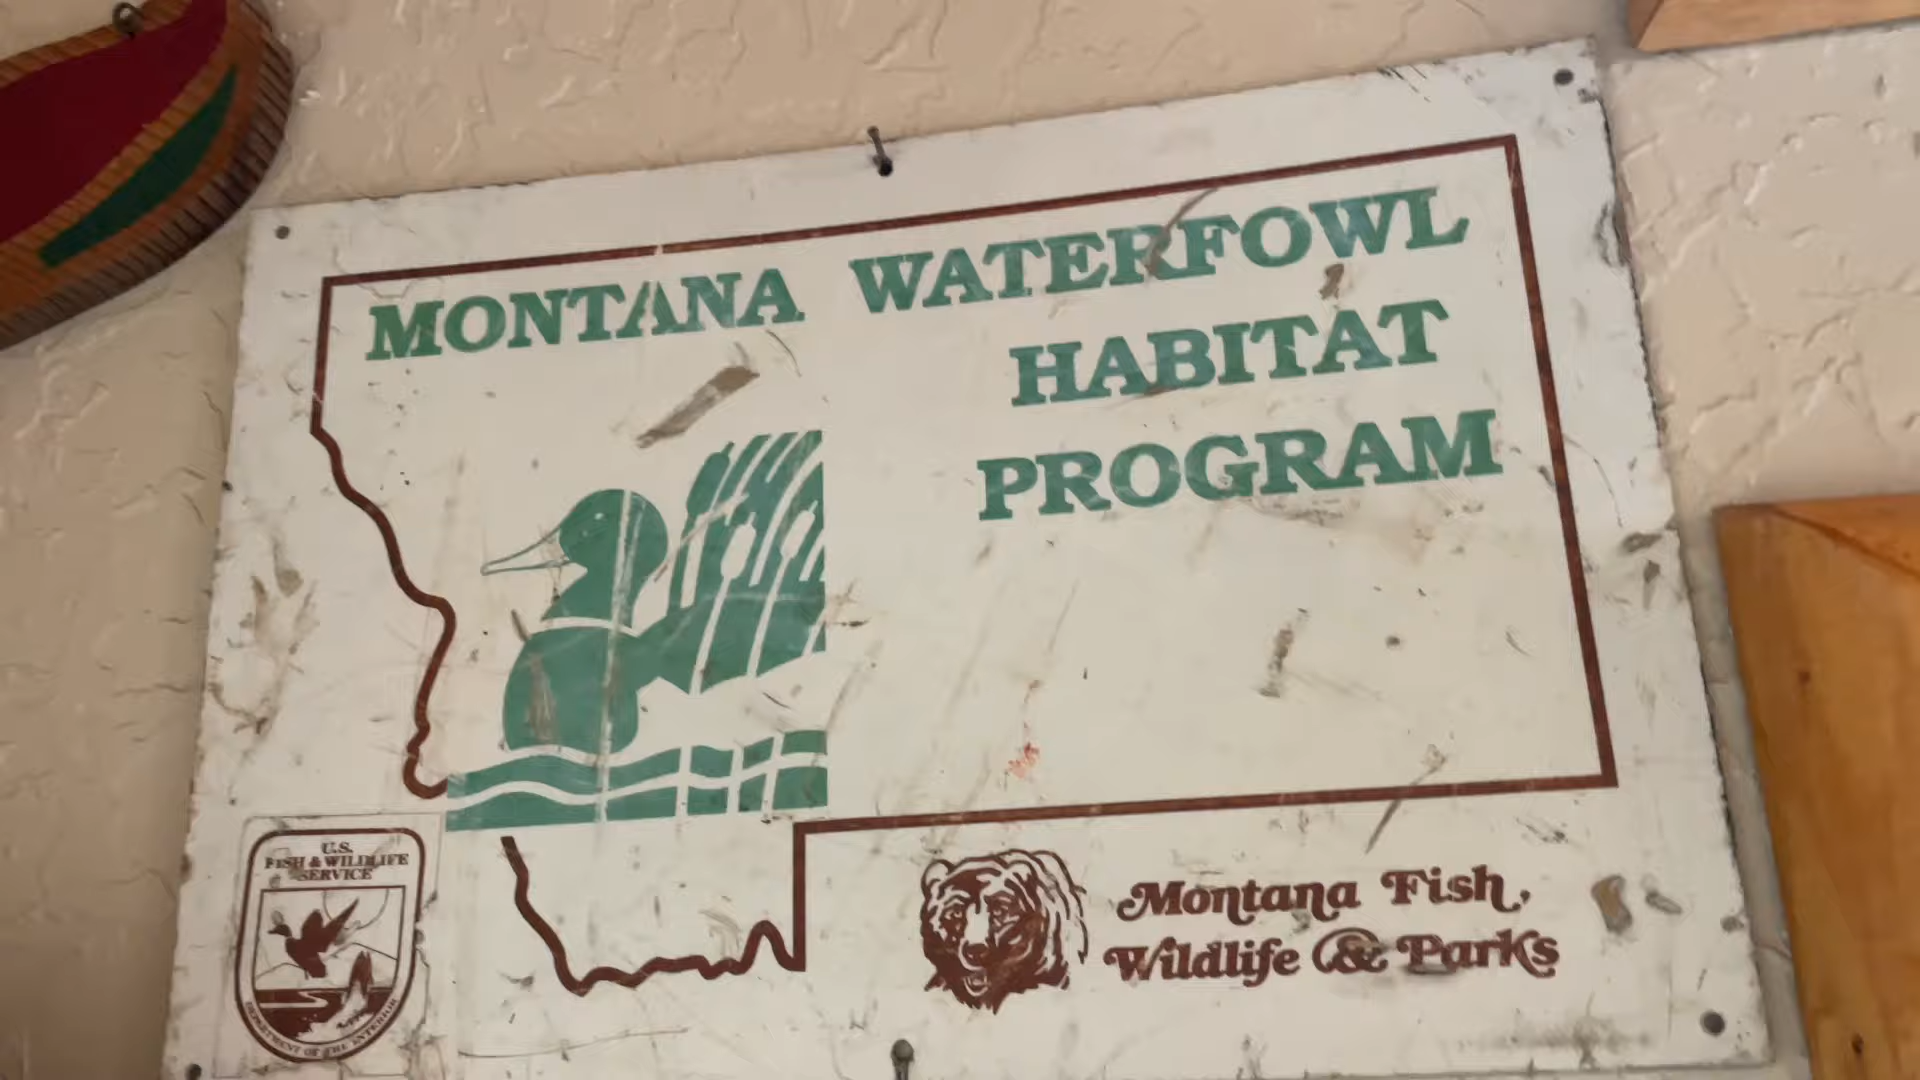 MONTANA WATERFOWL
HABITAT
PROGRAM
U.S.
FISH & WILDLIFE
SERVICE
DEPARTMENT OF THE INTERIOR
Montana Fish,
Wildlife & Parks